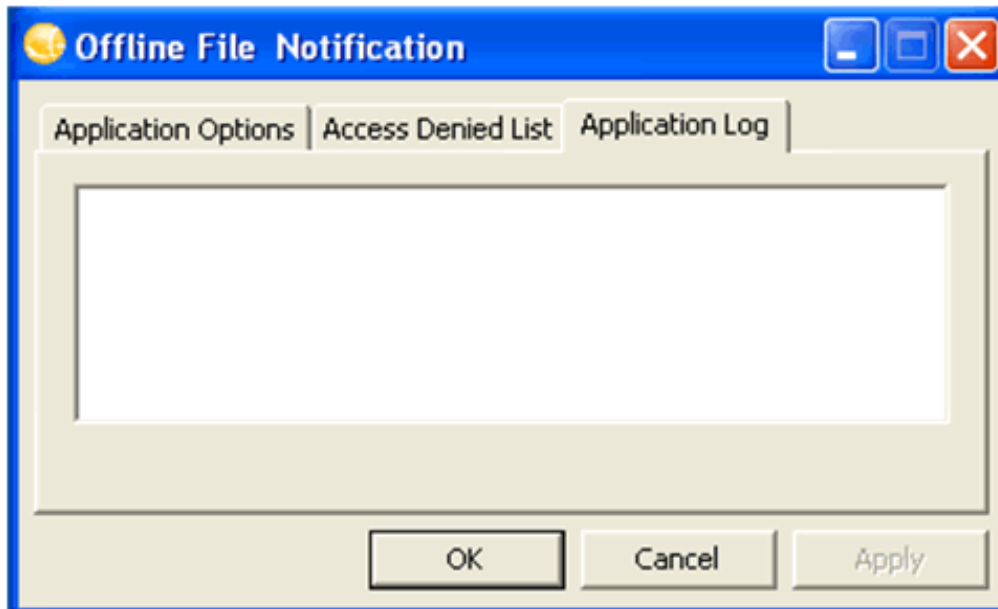 Offline File Notification
Application Options Access Denied List Application Log
OK Cancel Apply